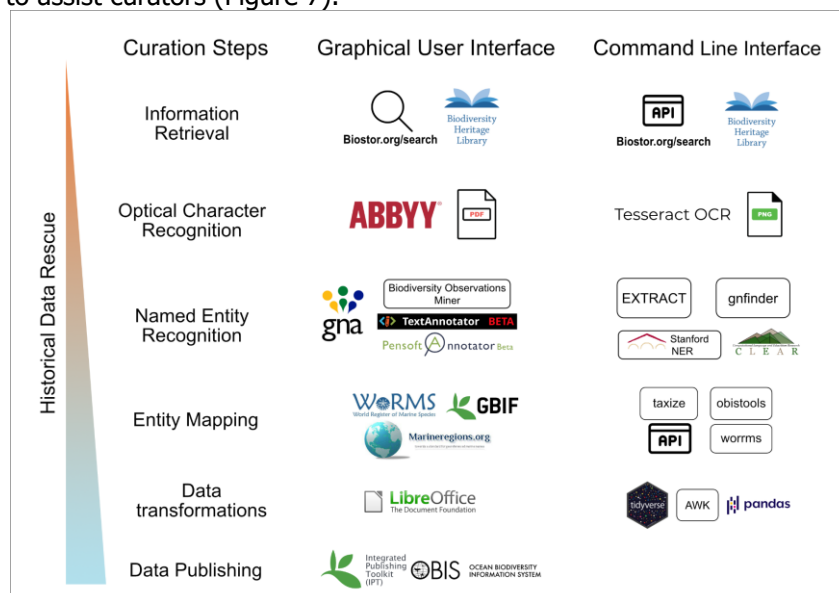 to assist curators (Figure 7).
Curation Steps Graphical User Interface Command Line Interface
Historical Data Rescue
Information
Retrieval
Biostor.org/search
Biodiversity
Heritage
Library
API
Biostor.org/search
Biodiversity
Heritage
Library
Optical Character
Recognition
ABBYY
PDF
Tesseract OCR
PNG
Named Entity
Recognition
gna
Biodiversity Observations
Miner
<i> TextAnnotator BETA
Pensoft Annotator Beta
EXTRACT
gnfinder
Stanford
NER
CLEAR
Entity Mapping
WoRMS
World Register of Marine Species
GBIF
Marineregions.org
taxize
obistools
API
worrms
Data
transformations
LibreOffice
The Document Foundation
tidyverse
AWK
pandas
Data Publishing
Integrated
Publishing
Toolkit
(IPT)
OBIS
OCEAN BIODIVERSITY
INFORMATION SYSTEM